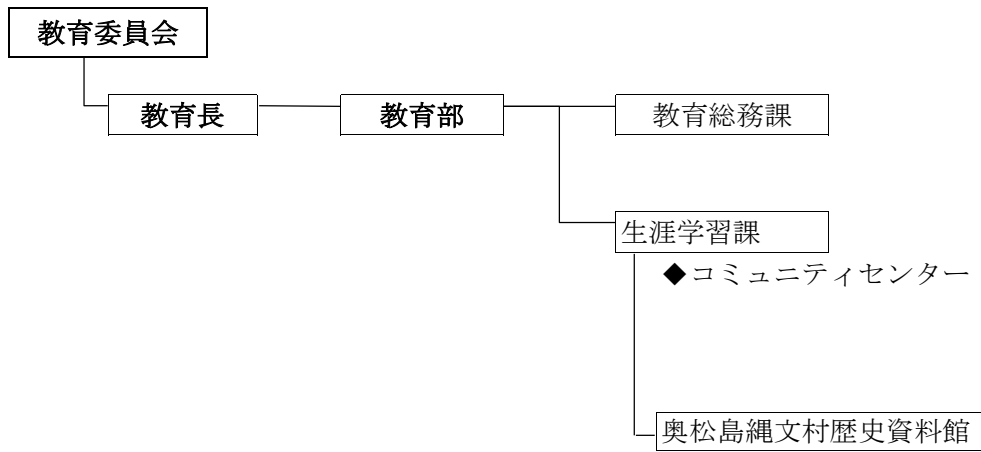 教育委員会
教育長
教育部
教育総務課
生涯学習課
◆コミュニティセンター
奥松島縄文村歴史資料館